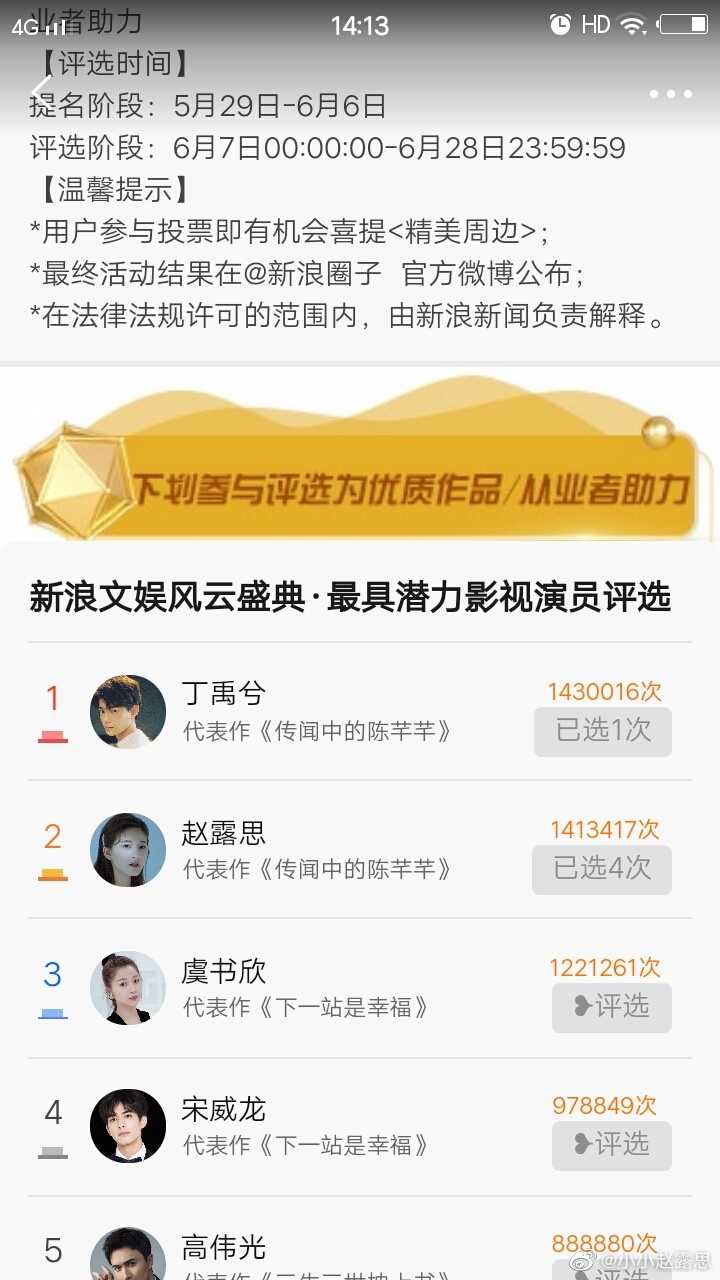 业者助力
4G
14:13
HD
【评选时间】
提名阶段：5月29日-6月6日
评选阶段：6月7日00:00:00-6月28日23:59:59
【温馨提示】
*用户参与投票即有机会喜提<精美周边>；
*最终活动结果在@新浪圈子 官方微博公布；
*在法律法规许可的范围内，由新浪新闻负责解释。
下划参与评选为优质作品/从业者助力
新浪文娱风云盛典·最具潜力影视演员评选
1
丁禹兮
1430016次
代表作《传闻中的陈芊芊》
已选1次
2
赵露思
1413417次
代表作《传闻中的陈芊芊》
已选4次
3
虞书欣
1221261次
代表作《下一站是幸福》
评选
4
宋威龙
978849次
代表作《下一站是幸福》
评选
5
高伟光
888880次
@小小赵露思